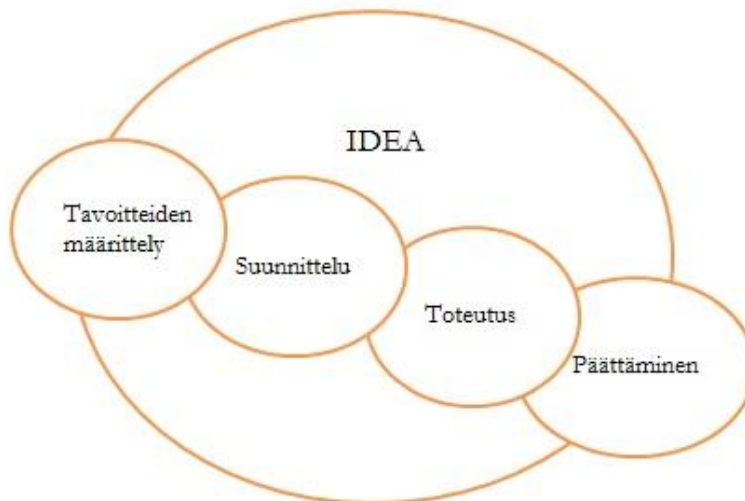 IDEA
Tavoitteiden
määrittely
Suunnittelu
Toteutus
Päättäminen